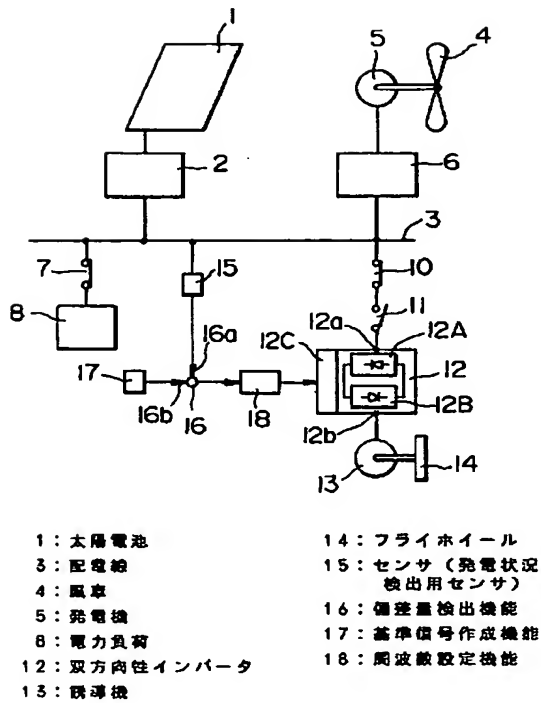 1
5
4
2
6
3
7
15
10
8
11
16a
12a
12A
12C
12
17
16b
16
18
12B
12b
13
14
1：太陽電池
3：配電線
4：風車
5：発電機
8：電力負荷
12：双方向性インバータ
13：誘導機
14：フライホイール
15：センサ（発電状況
検出用センサ）
16：偏差量検出機能
17：基準信号作成機能
18：周波数設定機能